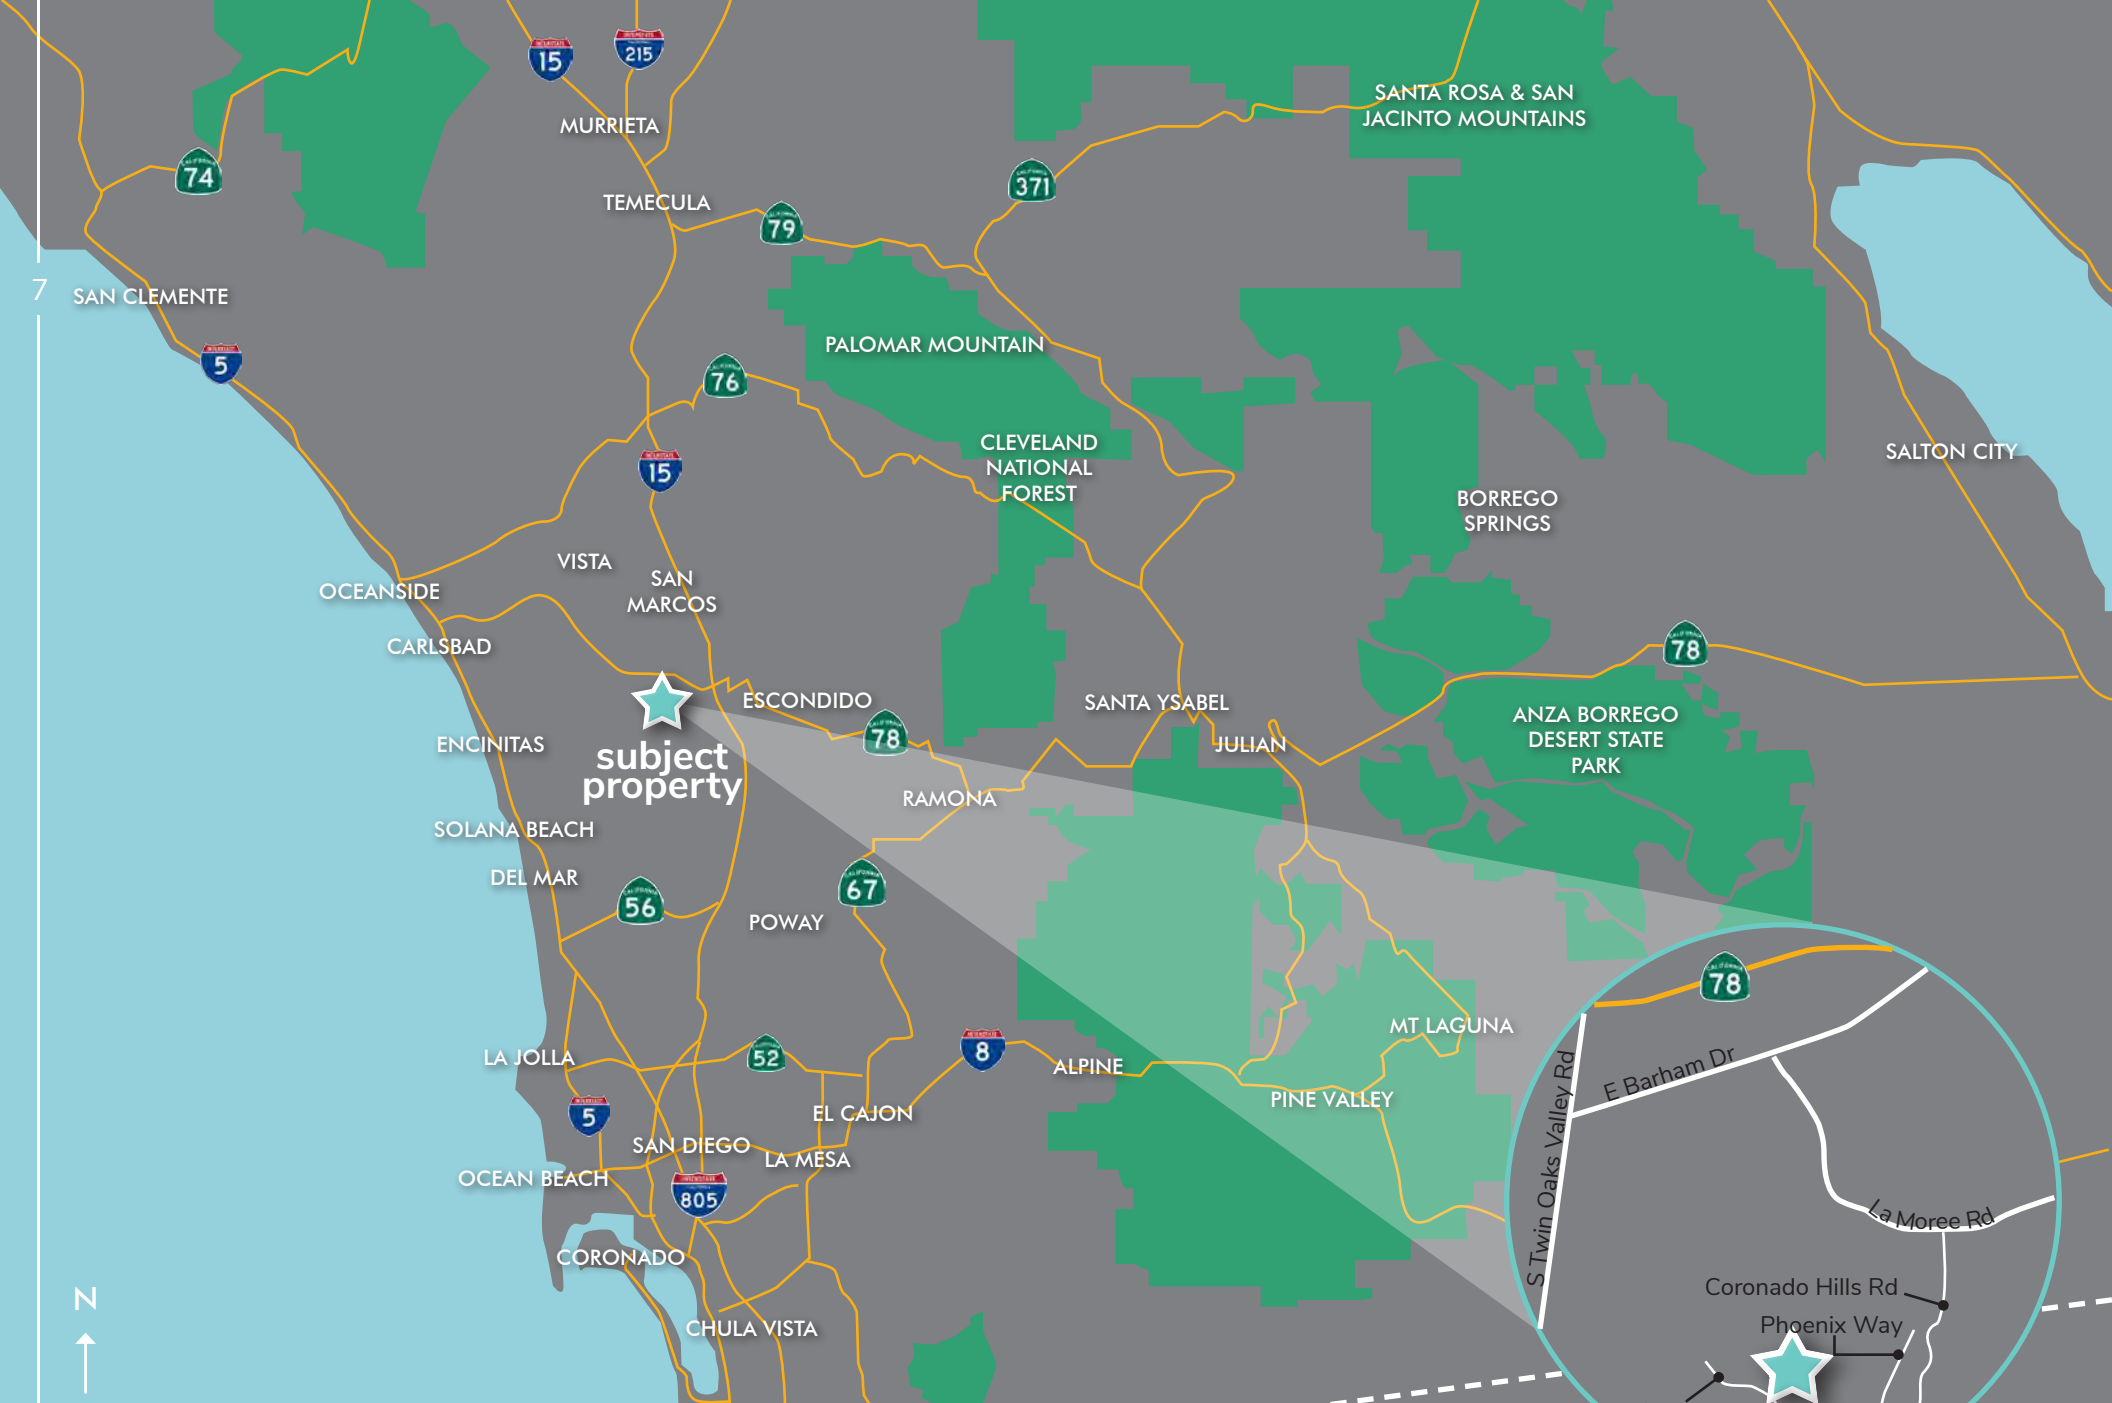 15
215
MURRIETA
SANTA ROSA & SAN
JACINTO MOUNTAINS
74
371
TEMECULA
79
7
SAN CLEMENTE
5
PALOMAR MOUNTAIN
76
CLEVELAND
NATIONAL
FOREST
15
SALTON CITY
BORREGO
SPRINGS
VISTA
SAN
MARCOS
OCEANSIDE
CARLSBAD
78
ESCONDIDO
SANTA YSABEL
78
ENCINITAS
subject
property
JULIAN
ANZA BORREGO
DESERT STATE
PARK
RAMONA
SOLANA BEACH
DEL MAR
67
56
POWAY
78
MT LAGUNA
LA JOLLA
52
8
ALPINE
E Barham Dr
PINE VALLEY
5
EL CAJON
SAN DIEGO
LA MESA
S Twin Oaks Valley Rd
OCEAN BEACH
805
La Moree Rd
CORONADO
Coronado Hills Rd
N
CHULA VISTA
Phoenix Way